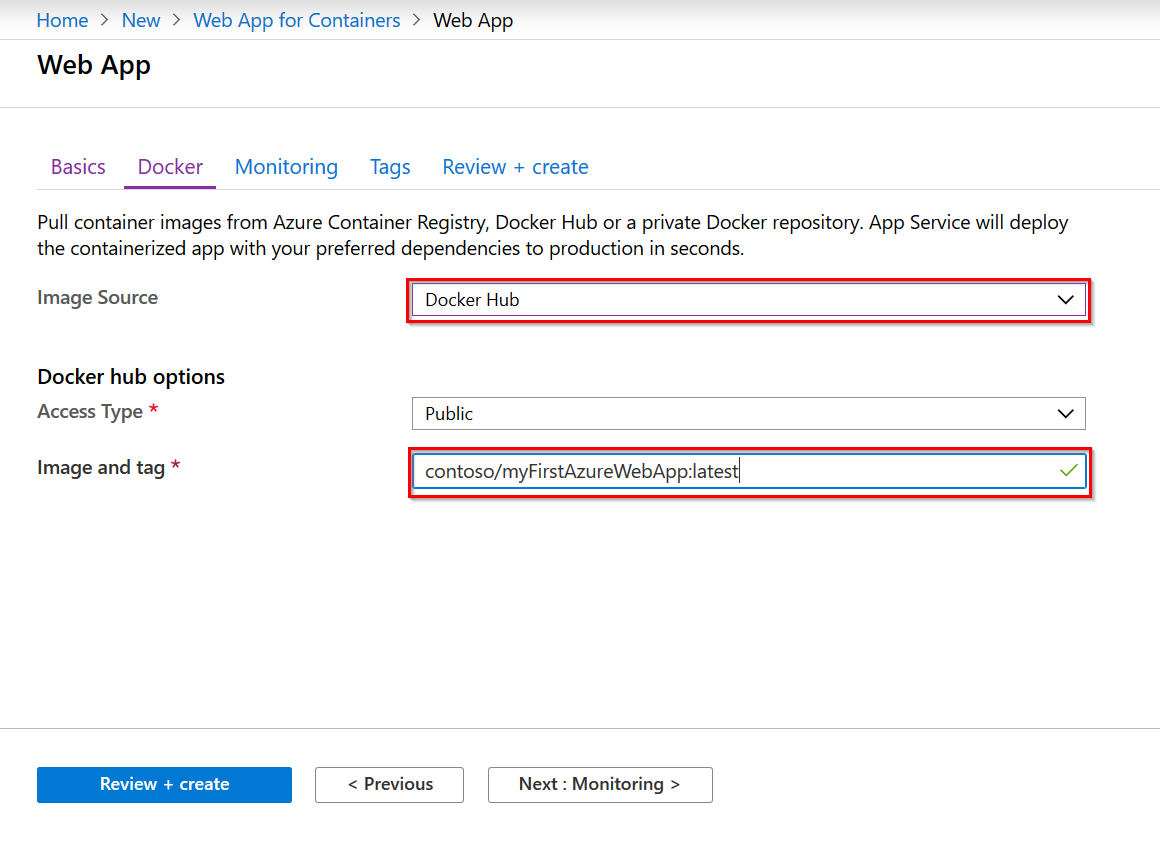 Home > New > Web App for Containers > Web App
Web App
Basics Docker Monitoring Tags Review + create
Pull container images from Azure Container Registry, Docker Hub or a private Docker repository. App Service will deploy
the containerized app with your preferred dependencies to production in seconds.
Image Source Docker Hub
Docker hub options
Access Type * Public
Image and tag * contoso/myFirstAzureWebApp:latest
Review + create < Previous Next : Monitoring >